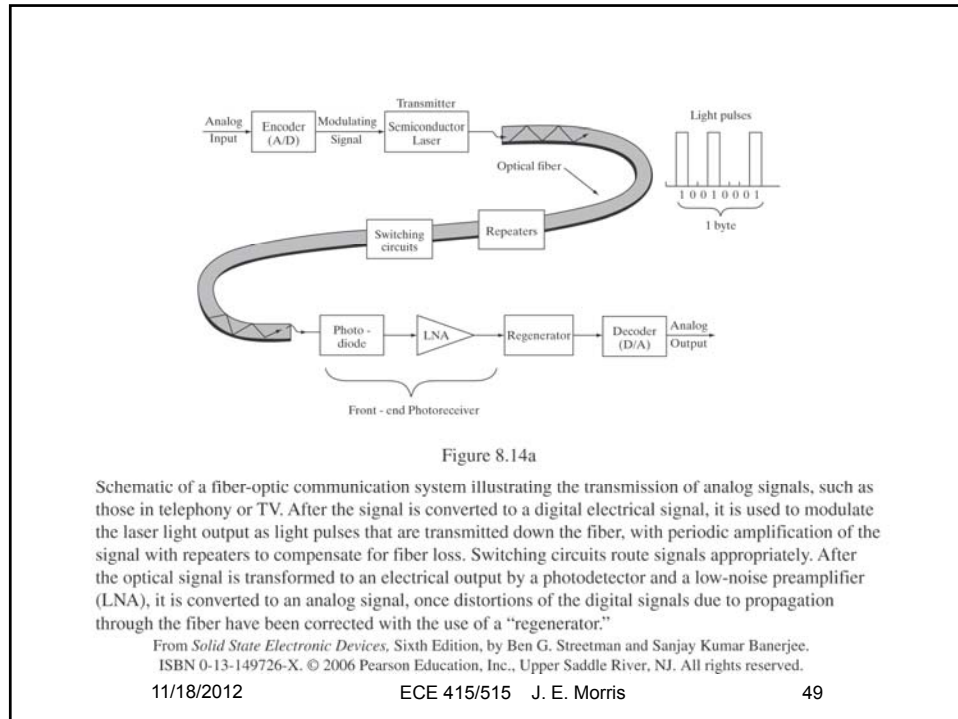 Transmitter
Analog
Input
Encoder
(A/D)
Modulating
Signal
Semiconductor
Laser
Light pulses
Optical fiber
1 0 0 1 0 0 0 1
1 byte
Switching
circuits
Repeaters
Photo -
diode
LNA
Regenerator
Decoder
(D/A)
Analog
Output
Front - end Photoreceiver
Figure 8.14a
Schematic of a fiber-optic communication system illustrating the transmission of analog signals, such as
those in telephony or TV. After the signal is converted to a digital electrical signal, it is used to modulate
the laser light output as light pulses that are transmitted down the fiber, with periodic amplification of the
signal with repeaters to compensate for fiber loss. Switching circuits route signals appropriately. After
the optical signal is transformed to an electrical output by a photodetector and a low-noise preamplifier
(LNA), it is converted to an analog signal, once distortions of the digital signals due to propagation
through the fiber have been corrected with the use of a “regenerator.”
From Solid State Electronic Devices, Sixth Edition, by Ben G. Streetman and Sanjay Kumar Banerjee.
ISBN 0-13-149726-X. © 2006 Pearson Education, Inc., Upper Saddle River, NJ. All rights reserved.
11/18/2012 ECE 415/515 J. E. Morris 49